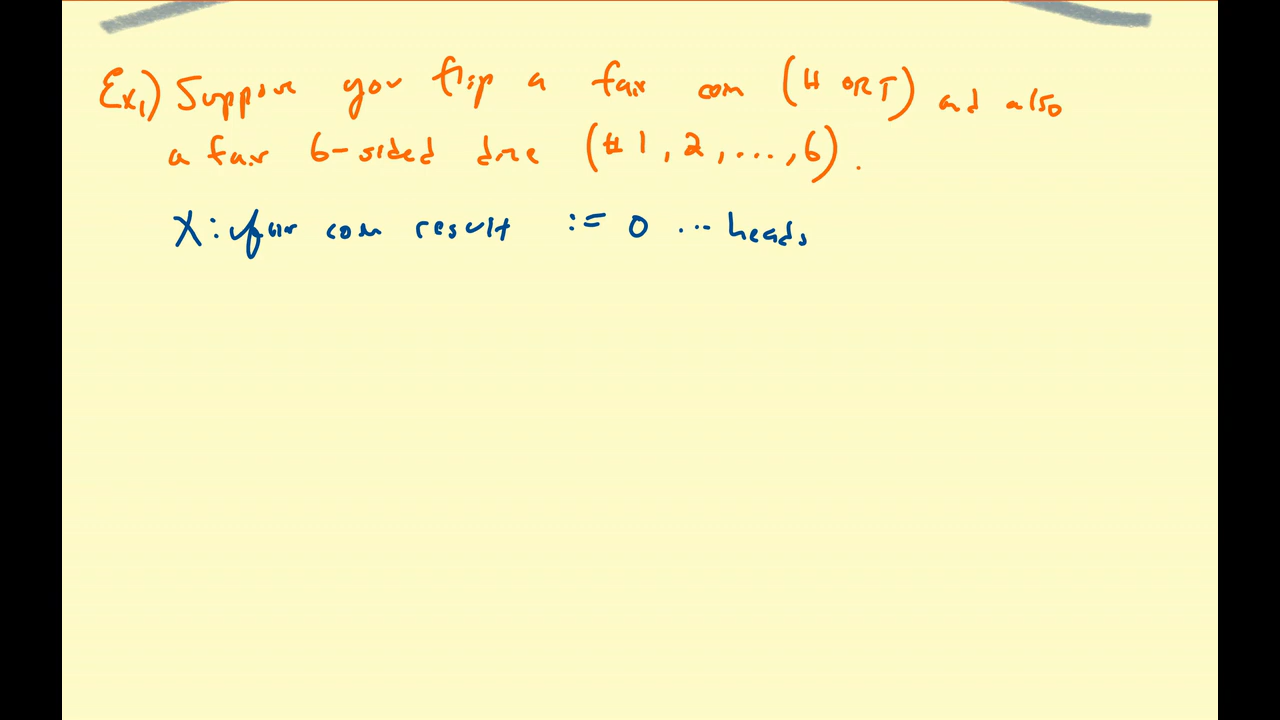 Ex,) Suppose you flip a fair coin (H OR T) and also
a fair 6-sided die (# 1, 2, ..., 6).
X: fair coin result := 0 ... heads